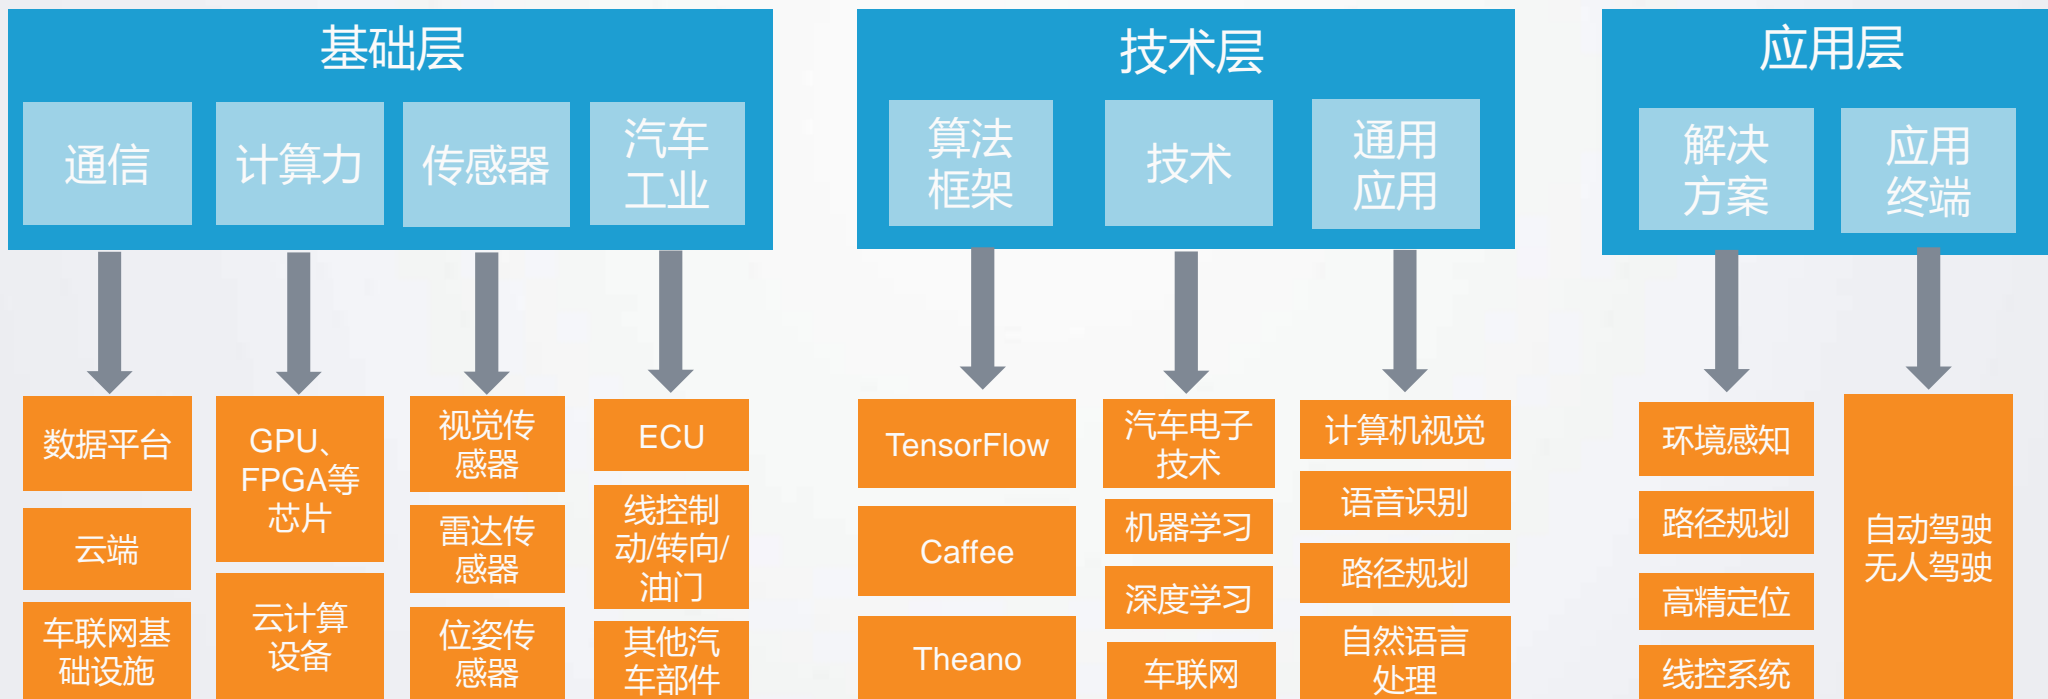 基础层
通信
计算力
传感器
汽车
工业
数据平台
云端
车联网基
础设施
GPU、
FPGA等
芯片
云计算
设备
视觉传
感器
雷达传
感器
位姿传
感器
ECU
线控制
动/转向/
油门
其他汽
车部件
技术层
算法
框架
技术
通用
应用
TensorFlow
Caffee
Theano
汽车电子
技术
机器学习
深度学习
车联网
计算机视觉
语音识别
路径规划
自然语言
处理
应用层
解决
方案
应用
终端
环境感知
路径规划
高精定位
线控系统
自动驾驶
无人驾驶